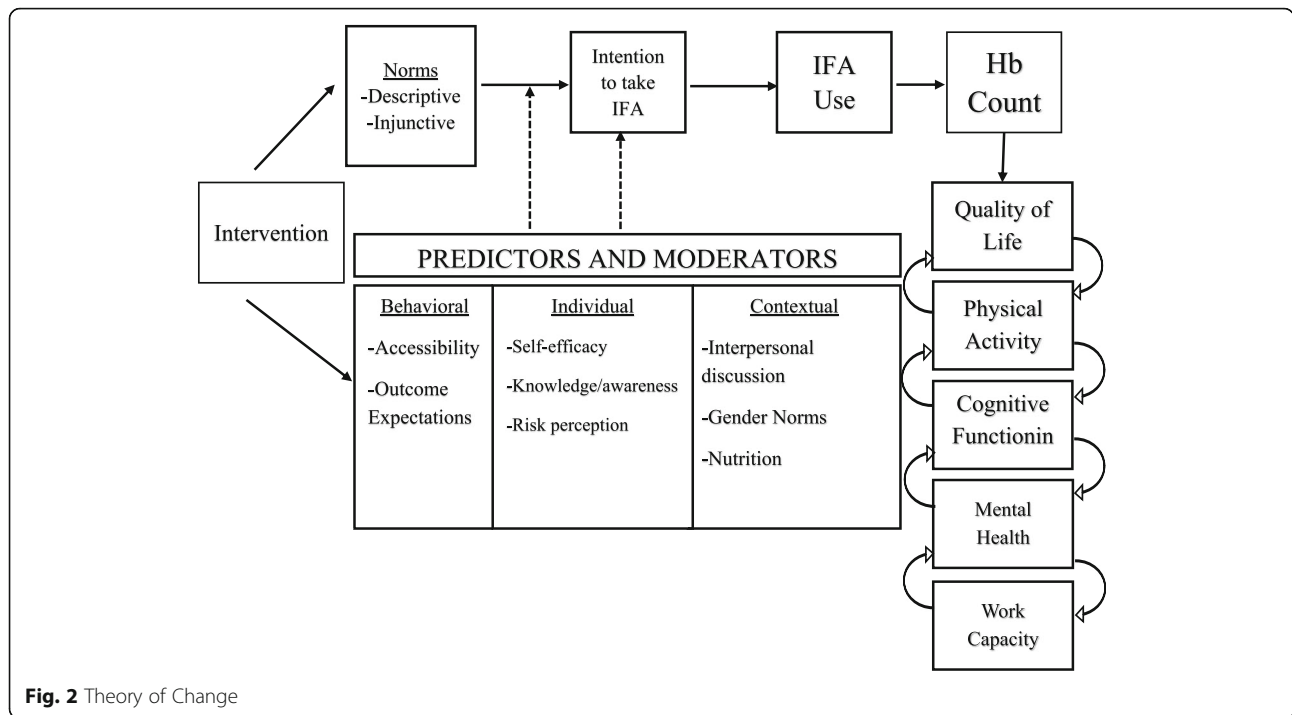 Norms
-Descriptive
-Injunctive
Intention
to take
IFA
IFA
Use
Hb
Count
Intervention
PREDICTORS AND MODERATORS
Behavioral
-Accessibility
-Outcome
Expectations
Individual
-Self-efficacy
-Knowledge/awareness
-Risk perception
Contextual
-Interpersonal
discussion
-Gender Norms
-Nutrition
Quality of
Life
Physical
Activity
Cognitive
Functionin
Mental
Health
Work
Capacity
Fig. 2 Theory of Change